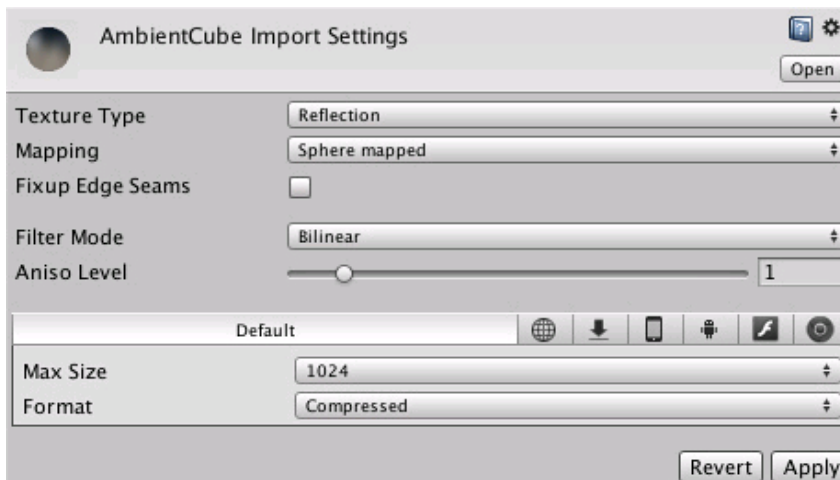 AmbientCube Import Settings
Open
Texture Type Reflection
Mapping Sphere mapped
Fixup Edge Seams
Filter Mode Bilinear
Aniso Level 1
Default
Max Size 1024
Format Compressed
Revert Apply